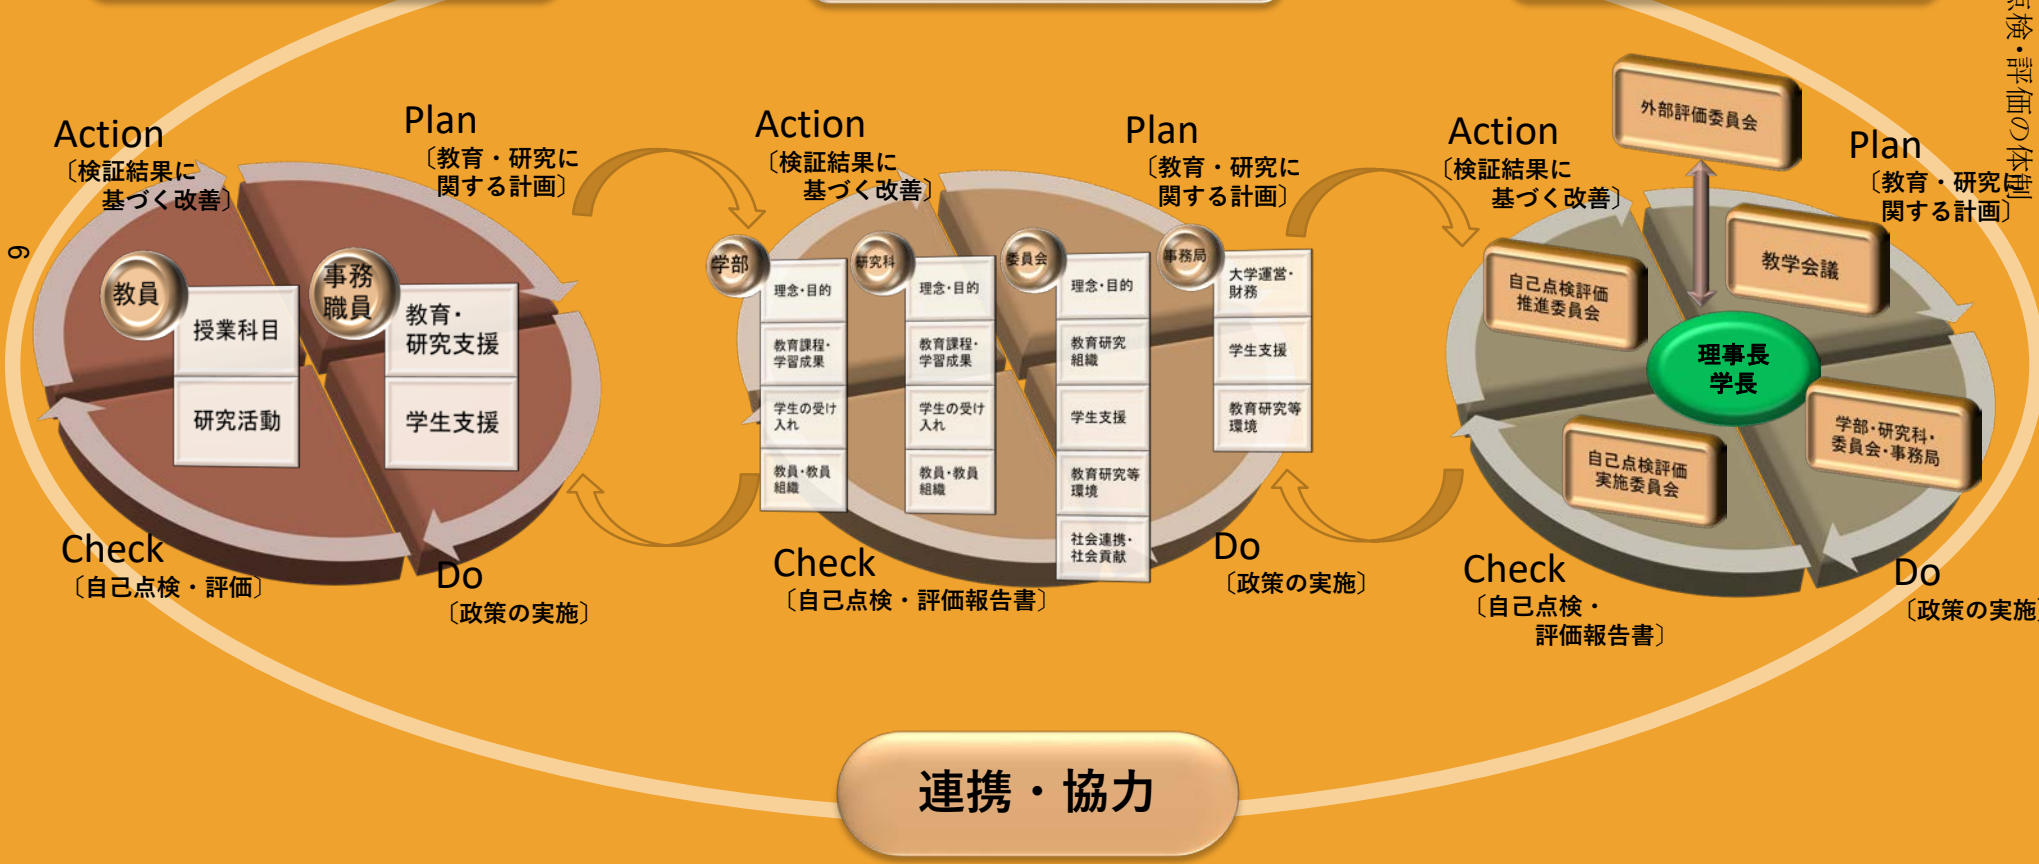 点検・評価の体制
6
Action
〔検証結果に
基づく改善〕
Plan
〔教育・研究に
関する計画〕
教員
授業科目
研究活動
事務
職員
教育・
研究支援
学生支援
Check
〔自己点検・評価〕
Do
〔政策の実施〕
Action
〔検証結果に
基づく改善〕
Plan
〔教育・研究に
関する計画〕
学部
理念・目的
教育課程・
学習成果
学生の受け
入れ
教員・教員
組織
研究科
理念・目的
教育課程・
学習成果
学生の受け
入れ
教員・教員
組織
委員会
理念・目的
教育研究
組織
学生支援
教育研究等
環境
社会連携・
社会貢献
事務局
大学運営・
財務
学生支援
教育研究等
環境
Check
〔自己点検・評価報告書〕
Do
〔政策の実施〕
外部評価委員会
Action
〔検証結果に
基づく改善〕
Plan
〔教育・研究に
関する計画〕
自己点検評価
推進委員会
教学会議
理事長
学長
学部・研究科・
委員会・事務局
自己点検評価
実施委員会
Check
〔自己点検・
評価報告書〕
Do
〔政策の実施〕
連携・協力